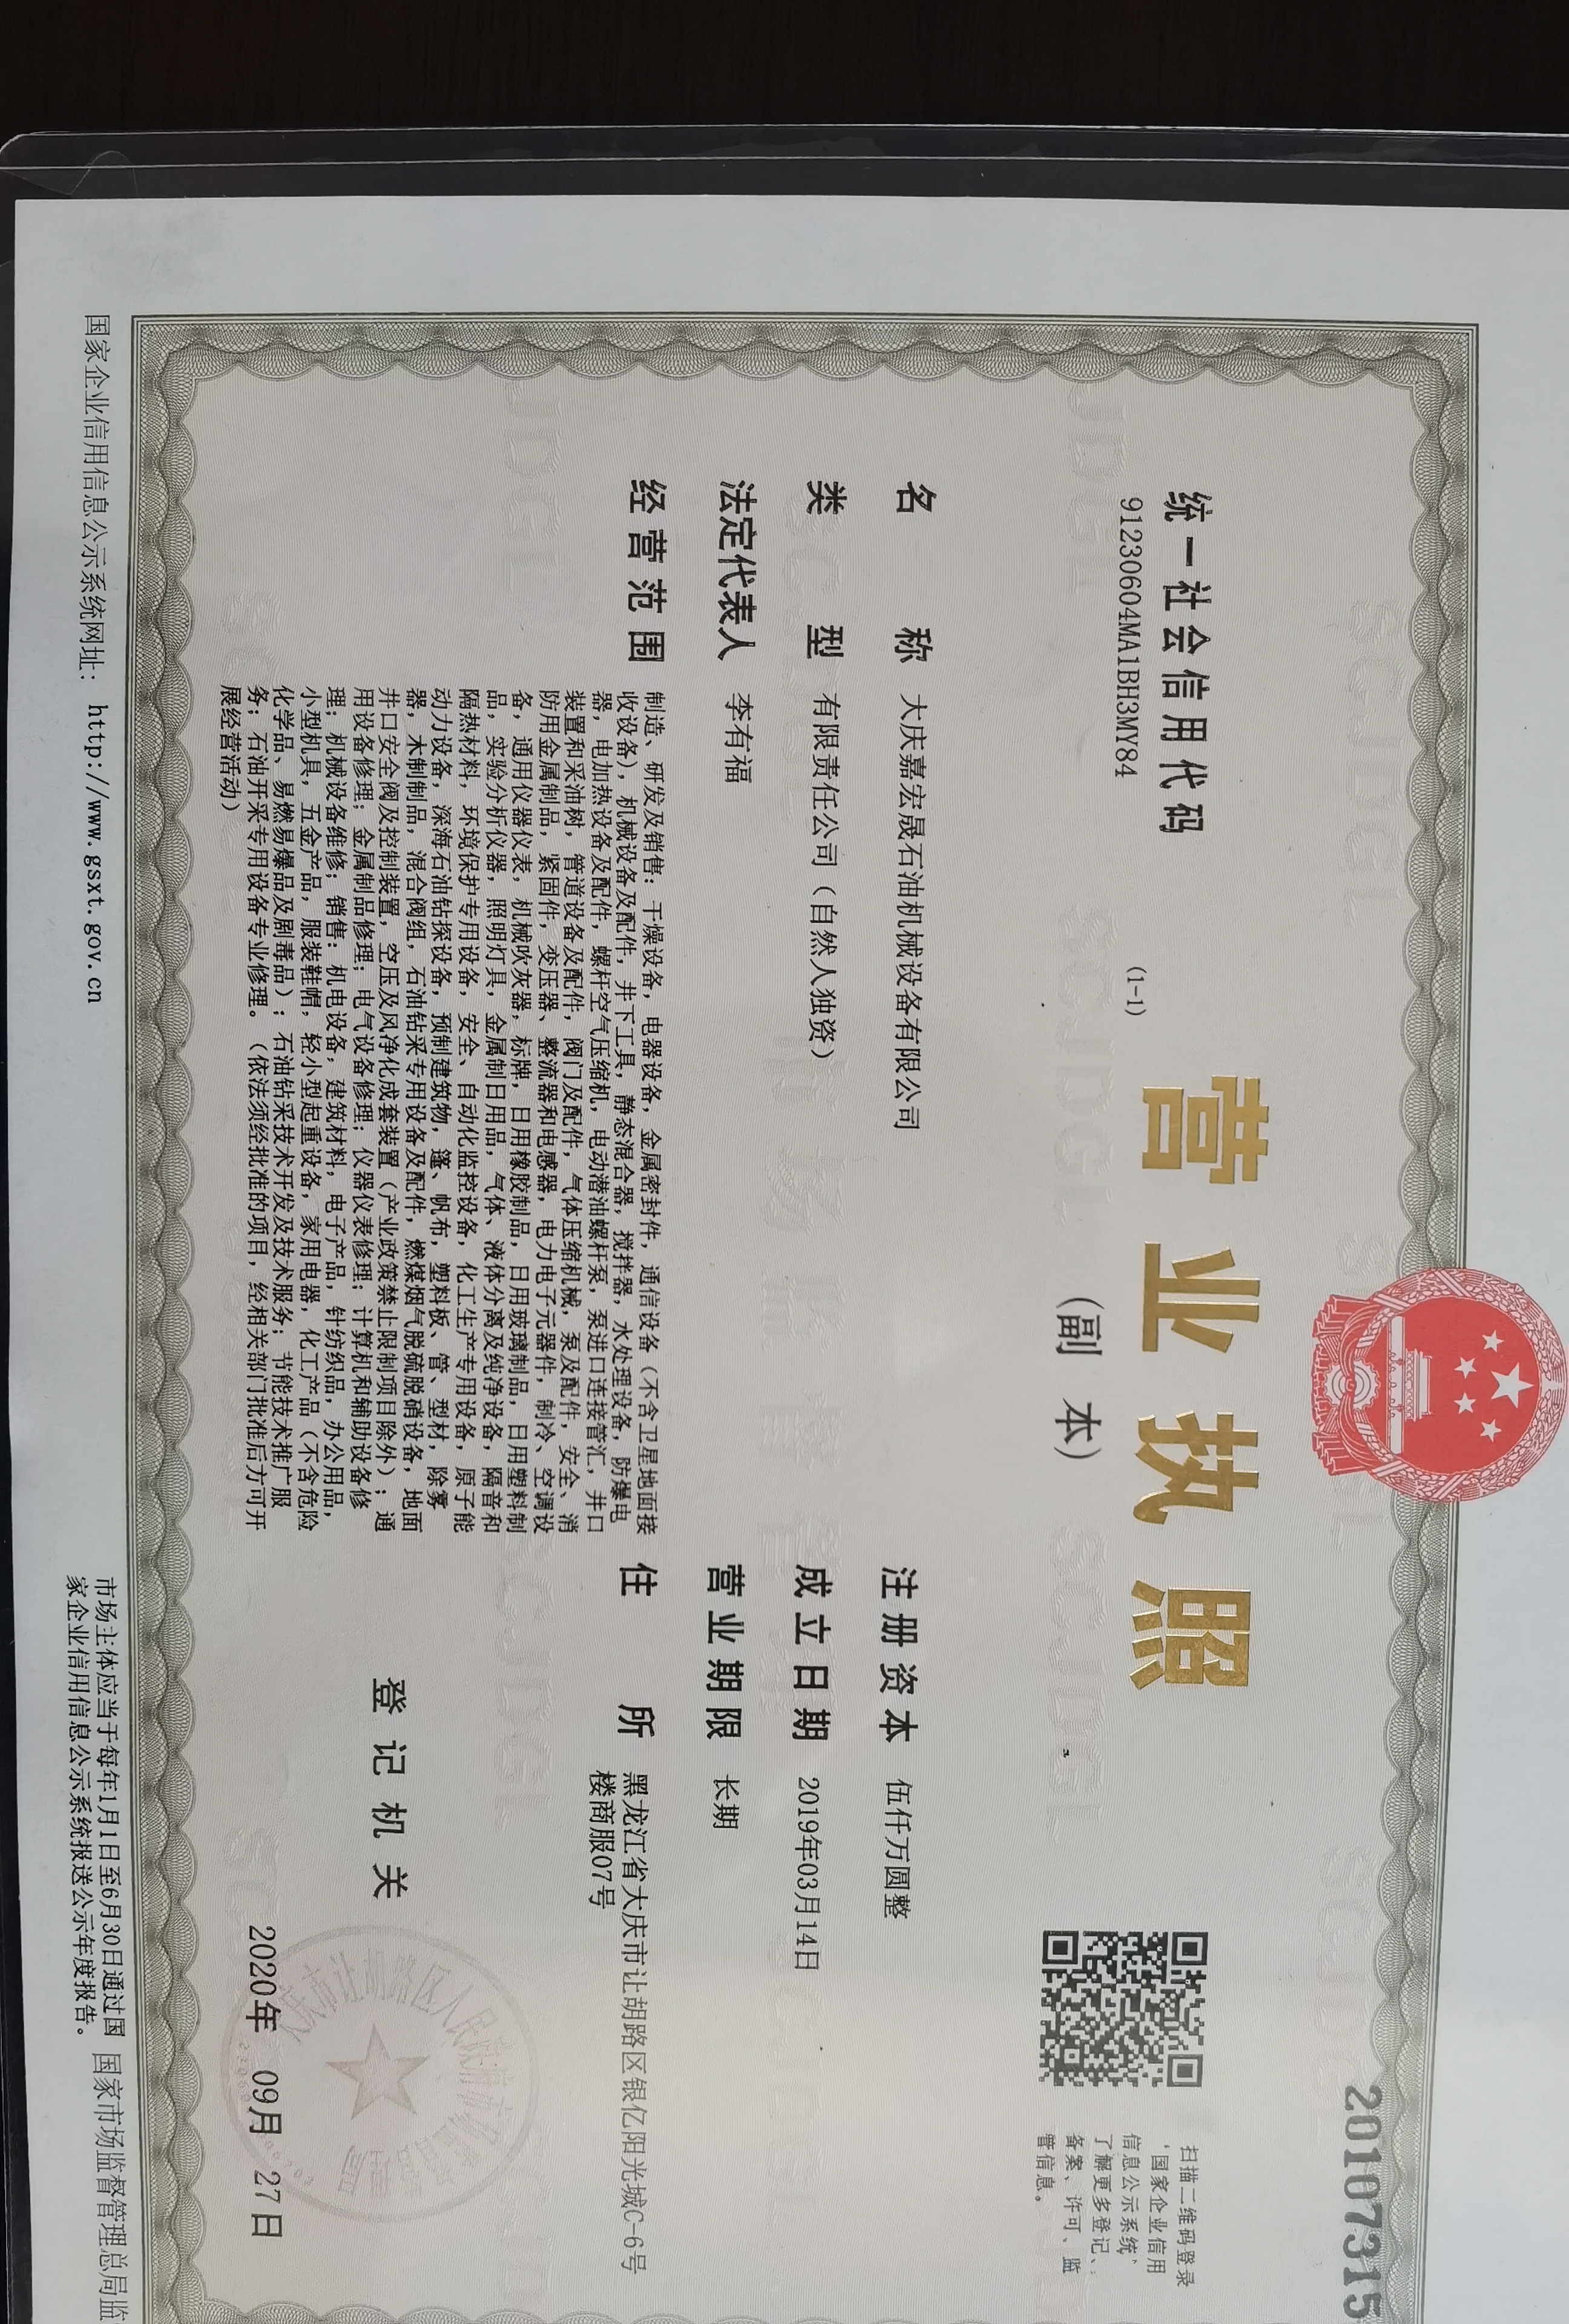 20107315
营业执照
(副 本)
(1-1)
统一社会信用代码
91230604MA1BH3MY84
扫描二维码登录
‘国家企业信用
信息公示系统’
了解更多登记、
备案、许可、监
管信息。
名 称 大庆嘉宏晟石油机械设备有限公司
类 型 有限责任公司（自然人独资）
法定代表人 李有福
经营范围
制造、研发及销售：干燥设备，电器设备，金属密封件，通信设备（不含卫星地面接
收设备），机械设备及配件，井下工具，静态混合器，搅拌器，水处理设备，防爆电
器，电加热设备及配件，螺杆空气压缩机，电动潜油螺杆泵，泵进口连接管汇，井口
装置和采油树，管道设备及配件，阀门及配件，气体压缩机械，泵及配件，安全、消
防用金属制品，紧固件，变压器、整流器和电感器，电力电子元器件，制冷、空调设
备，通用仪器仪表，机械吹灰器，标牌，日用橡胶制品，日用玻璃制品，日用塑料制
品，实验分析仪器，照明灯具，金属制日用品，气体、液体分离及纯净设备，隔音和
隔热材料，环境保护专用设备，安全、自动化监控设备，化工生产专用设备，原子能
动力设备，深海石油钻探设备，预制建筑物，篷、帆布，塑料板、管、型材，除雾
器，木制制品，混合阀组，石油钻采专用设备及配件，燃煤烟气脱硫脱硝设备，地面
井口安全阀及控制装置，空压及风净化成套装置（产业政策禁止限制项目除外）；通
用设备修理；金属制品修理；电气设备修理；仪器仪表修理；计算机和辅助设备修
理；机械设备维修；销售：机电设备，建筑材料，电子产品，针纺织品，办公用品，
小型机具，五金产品，服装鞋帽，轻小型起重设备，家用电器，化工产品（不含危险
化学品、易燃易爆品及剧毒品）；石油钻采技术开发及技术服务；节能技术推广服
务；石油开采专用设备专业修理。（依法须经批准的项目，经相关部门批准后方可开
展经营活动）
注册资本 伍仟万圆整
成立日期 2019年03月14日
营业期限 长期
住 所 黑龙江省大庆市让胡路区银亿阳光城C-6号
楼商服07号
登记机关
2020年 09月 27日
国家企业信用信息公示系统网址： http://www.gsxt.gov.cn
市场主体应当于每年1月1日至6月30日通过国
家企业信用信息公示系统报送公示年度报告。
国家市场监督管理总局监